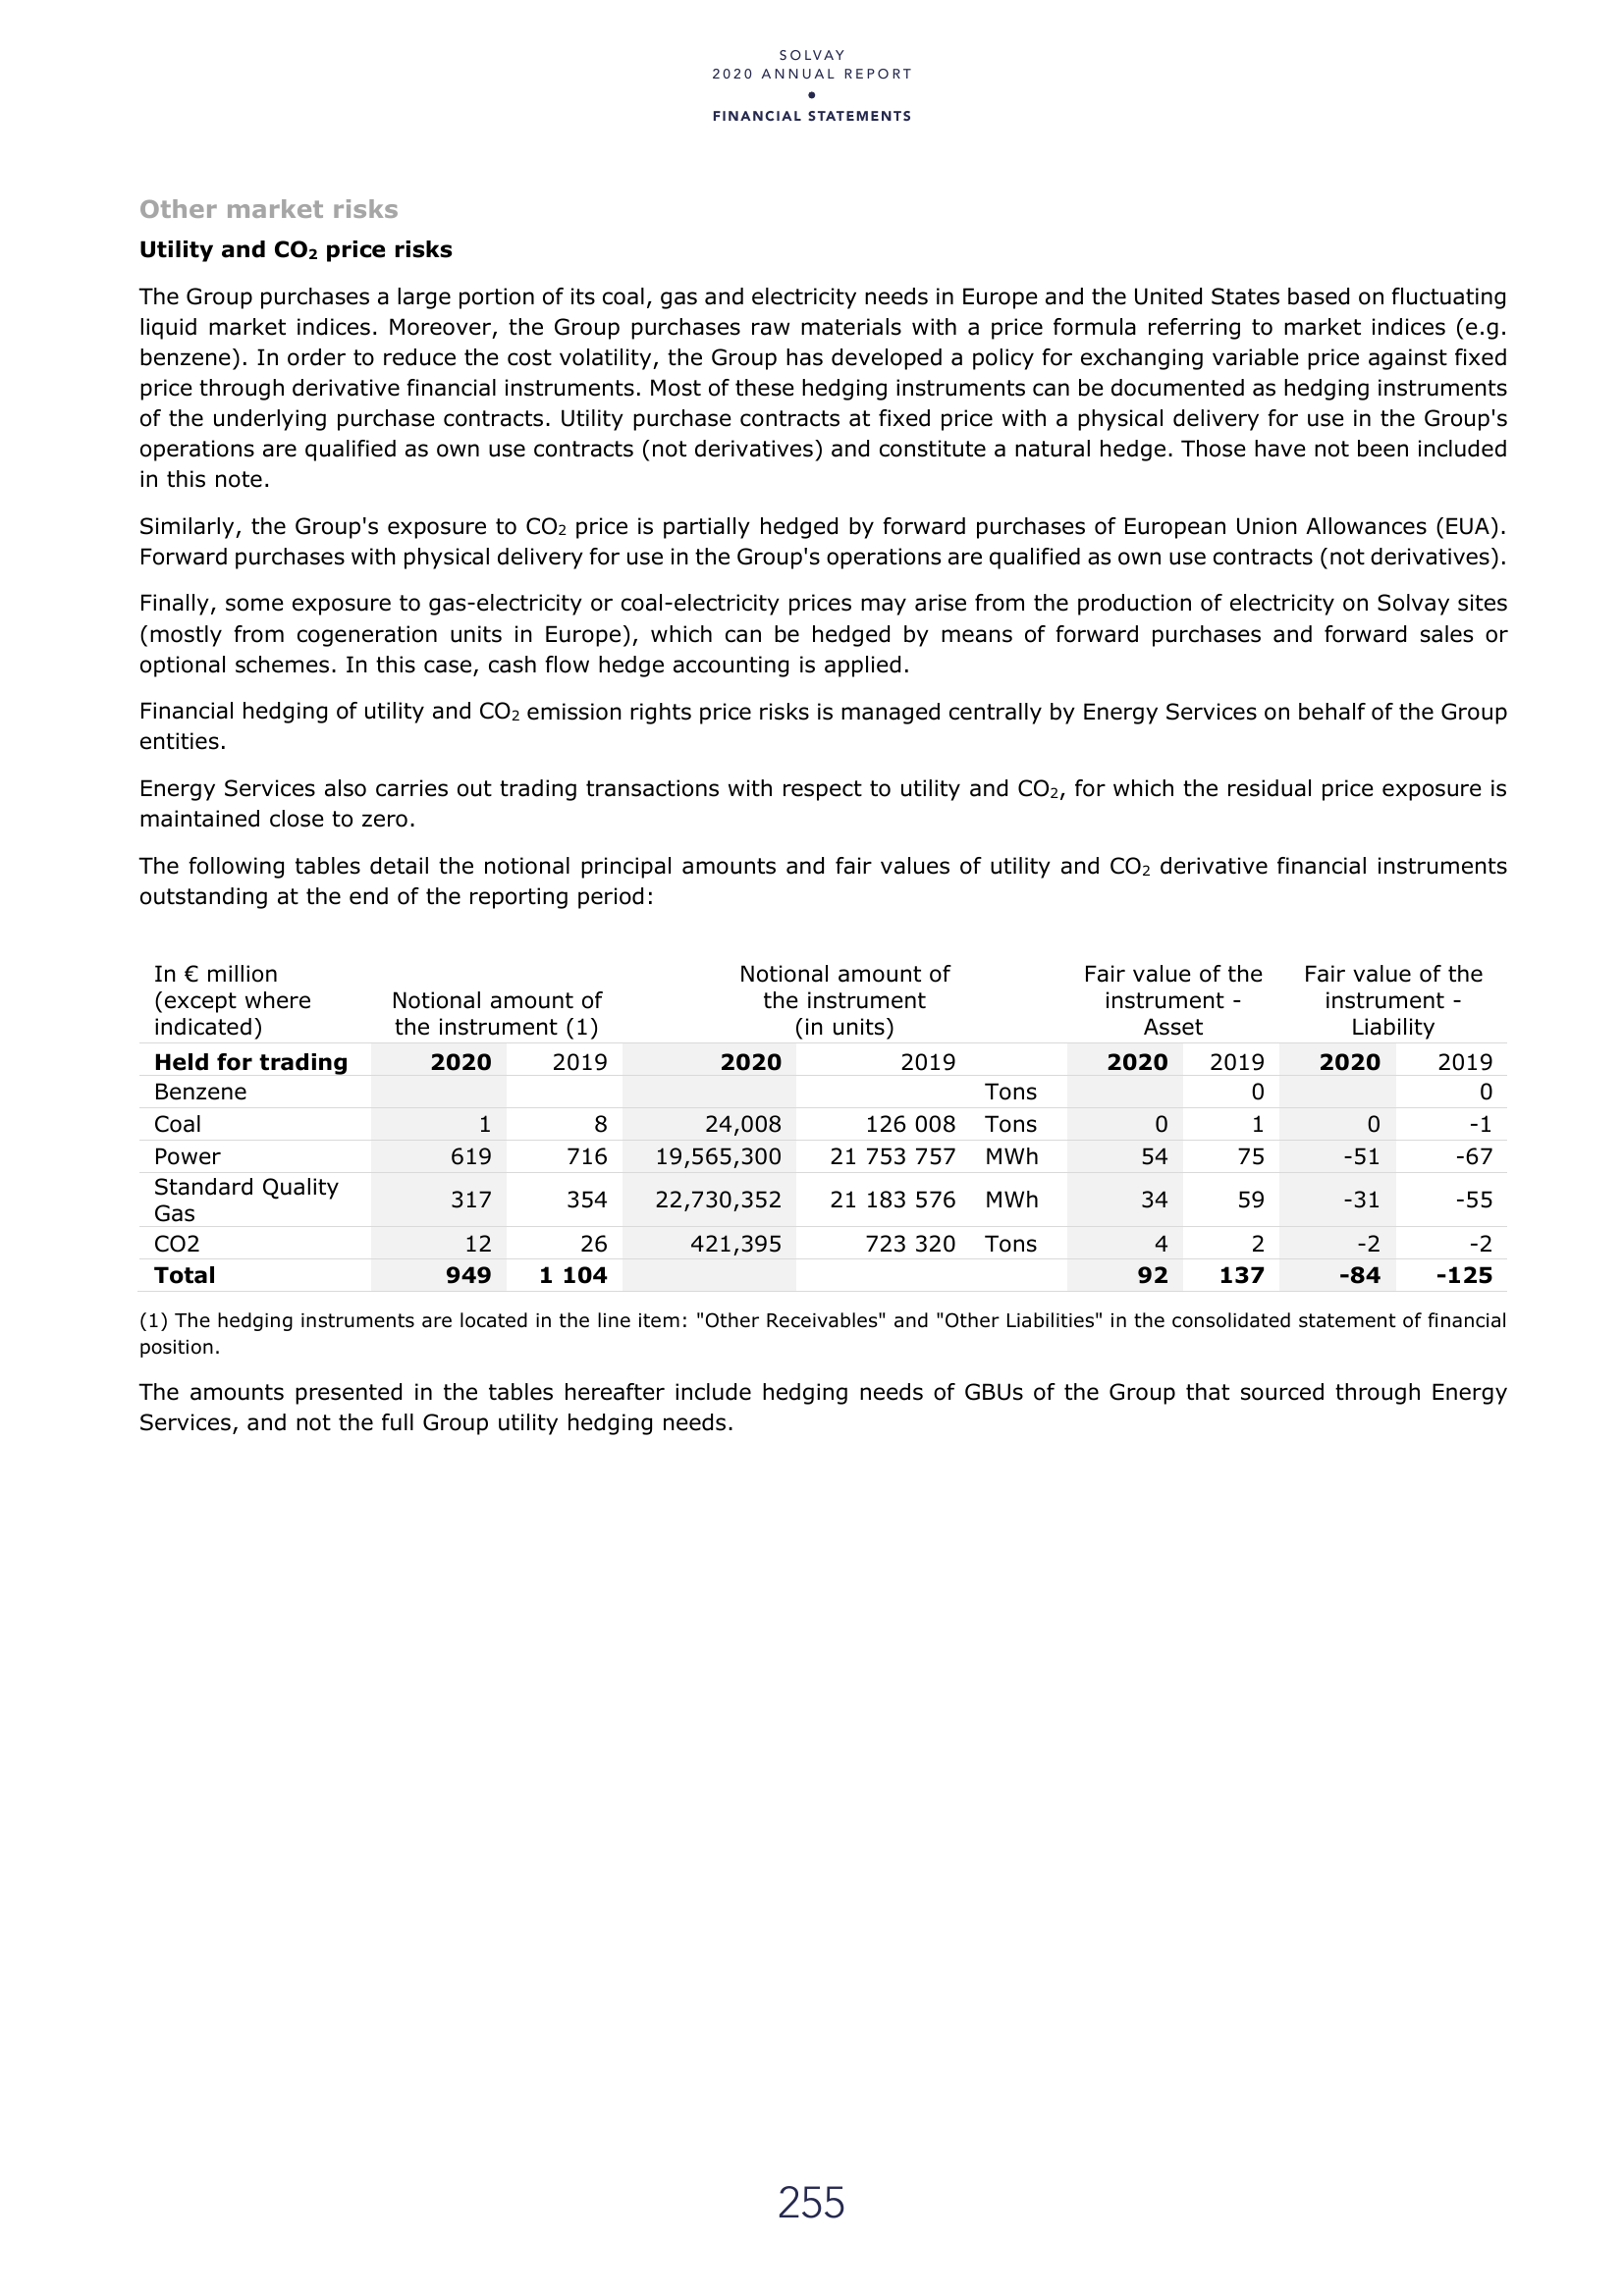 SOLVAY
2020 ANNUAL REPORT
•
FINANCIAL STATEMENTS
Other market risks
Utility and CO₂ price risks
The Group purchases a large portion of its coal, gas and electricity needs in Europe and the United States based on fluctuating
liquid market indices. Moreover, the Group purchases raw materials with a price formula referring to market indices (e.g.
benzene). In order to reduce the cost volatility, the Group has developed a policy for exchanging variable price against fixed
price through derivative financial instruments. Most of these hedging instruments can be documented as hedging instruments
of the underlying purchase contracts. Utility purchase contracts at fixed price with a physical delivery for use in the Group's
operations are qualified as own use contracts (not derivatives) and constitute a natural hedge. Those have not been included
in this note.
Similarly, the Group's exposure to CO₂ price is partially hedged by forward purchases of European Union Allowances (EUA).
Forward purchases with physical delivery for use in the Group's operations are qualified as own use contracts (not derivatives).
Finally, some exposure to gas-electricity or coal-electricity prices may arise from the production of electricity on Solvay sites
(mostly from cogeneration units in Europe), which can be hedged by means of forward purchases and forward sales or
optional schemes. In this case, cash flow hedge accounting is applied.
Financial hedging of utility and CO₂ emission rights price risks is managed centrally by Energy Services on behalf of the Group
entities.
Energy Services also carries out trading transactions with respect to utility and CO₂, for which the residual price exposure is
maintained close to zero.
The following tables detail the notional principal amounts and fair values of utility and CO₂ derivative financial instruments
outstanding at the end of the reporting period:
In € million Notional amount of Fair value of the Fair value of the
(except where Notional amount of the instrument instrument - instrument -
indicated) the instrument (1) (in units) Asset Liability
Held for trading 2020 2019 2020 2019 2020 2019 2020 2019
Benzene Tons 0 0
Coal 1 8 24,008 126 008 Tons 0 1 0 -1
Power 619 716 19,565,300 21 753 757 MWh 54 75 -51 -67
Standard Quality
Gas 317 354 22,730,352 21 183 576 MWh 34 59 -31 -55
CO2 12 26 421,395 723 320 Tons 4 2 -2 -2
Total 949 1 104 92 137 -84 -125
(1) The hedging instruments are located in the line item: "Other Receivables" and "Other Liabilities" in the consolidated statement of financial
position.
The amounts presented in the tables hereafter include hedging needs of GBUs of the Group that sourced through Energy
Services, and not the full Group utility hedging needs.
255